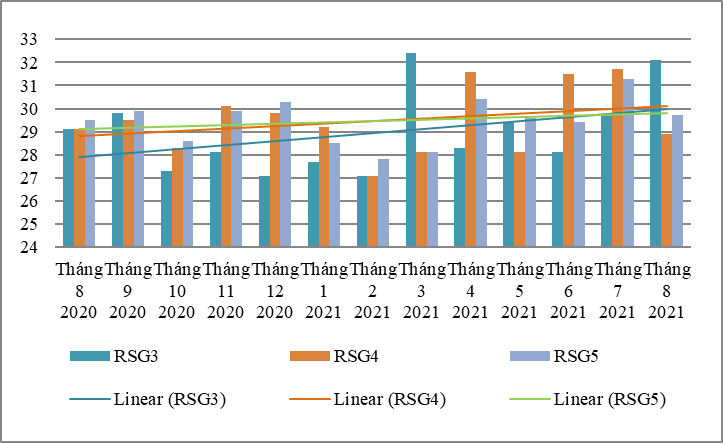 33
32
31
30
29
28
27
26
25
24
Tháng Tháng Tháng Tháng Tháng Tháng Tháng Tháng Tháng Tháng Tháng Tháng Tháng
8 9 10 11 12 1 2 3 4 5 6 7 8
2020 2020 2020 2020 2020 2021 2021 2021 2021 2021 2021 2021 2021
RSG3 RSG4 RSG5
Linear (RSG3) Linear (RSG4) Linear (RSG5)